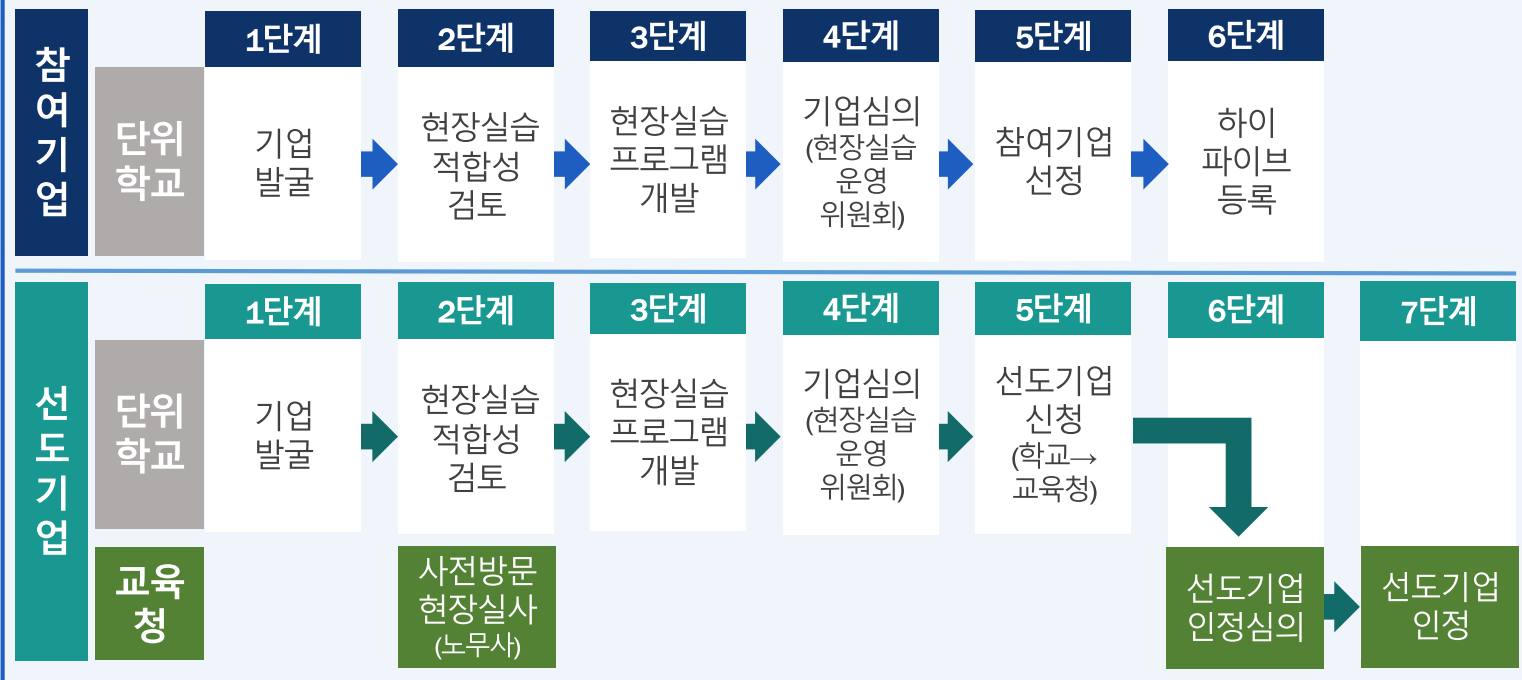 참여기업
단위
학교
1단계
기업
발굴
2단계
현장실습
적합성
검토
3단계
현장실습
프로그램
개발
4단계
기업심의
(현장실습
운영
위원회)
5단계
참여기업
선정
6단계
하이
파이브
등록
선도기업
단위
학교
1단계
기업
발굴
2단계
현장실습
적합성
검토
3단계
현장실습
프로그램
개발
4단계
기업심의
(현장실습
운영
위원회)
5단계
선도기업
신청
(학교→
교육청)
6단계
7단계
교육
청
사전방문
현장실사
(노무사)
선도기업
인정심의
선도기업
인정